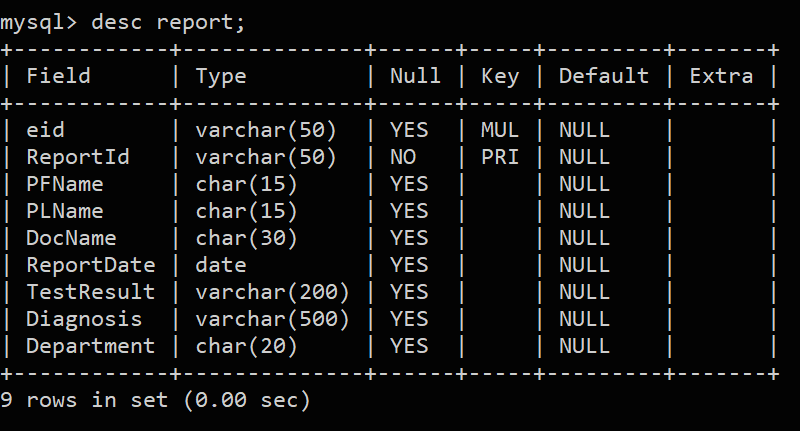 mysql> desc report;
+------------+--------------+------+-----+---------+-------+
| Field      | Type         | Null | Key | Default | Extra |
+------------+--------------+------+-----+---------+-------+
| eid        | varchar(50)  | YES  | MUL | NULL    |       |
| ReportId   | varchar(50)  | NO   | PRI | NULL    |       |
| PFName     | char(15)     | YES  |     | NULL    |       |
| PLName     | char(15)     | YES  |     | NULL    |       |
| DocName    | char(30)     | YES  |     | NULL    |       |
| ReportDate | date         | YES  |     | NULL    |       |
| TestResult | varchar(200) | YES  |     | NULL    |       |
| Diagnosis  | varchar(500) | YES  |     | NULL    |       |
| Department | char(20)     | YES  |     | NULL    |       |
+------------+--------------+------+-----+---------+-------+
9 rows in set (0.00 sec)